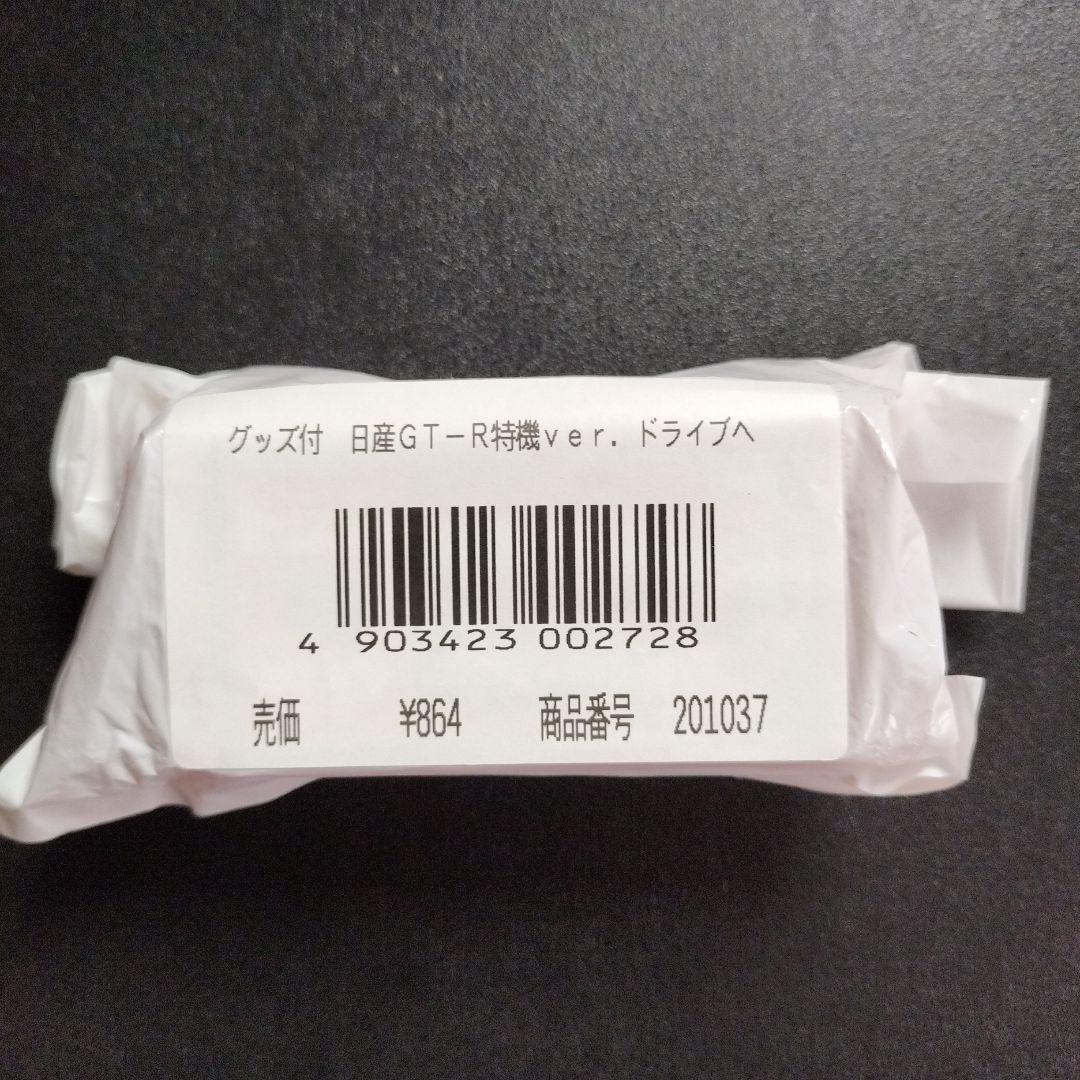 グッズ付　日産ＧＴ－Ｒ特機ｖｅｒ．ドライブヘ
4 903423 002728
売価 ¥864 商品番号 201037